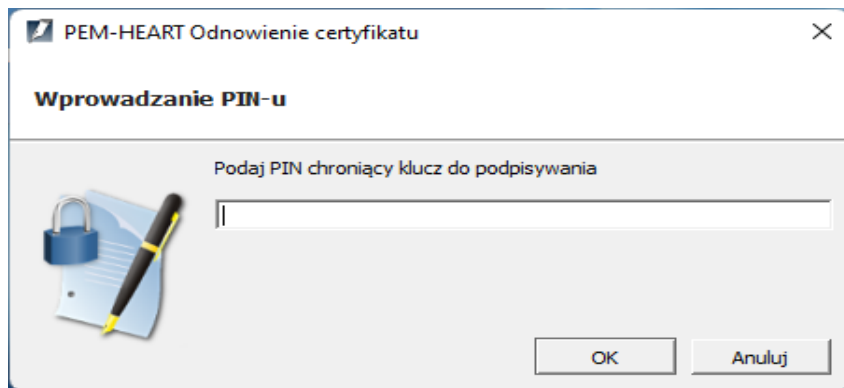 PEM-HEART Odnowienie certyfikatu
Wprowadzanie PIN-u
Podaj PIN chroniący klucz do podpisywania
OK
Anuluj